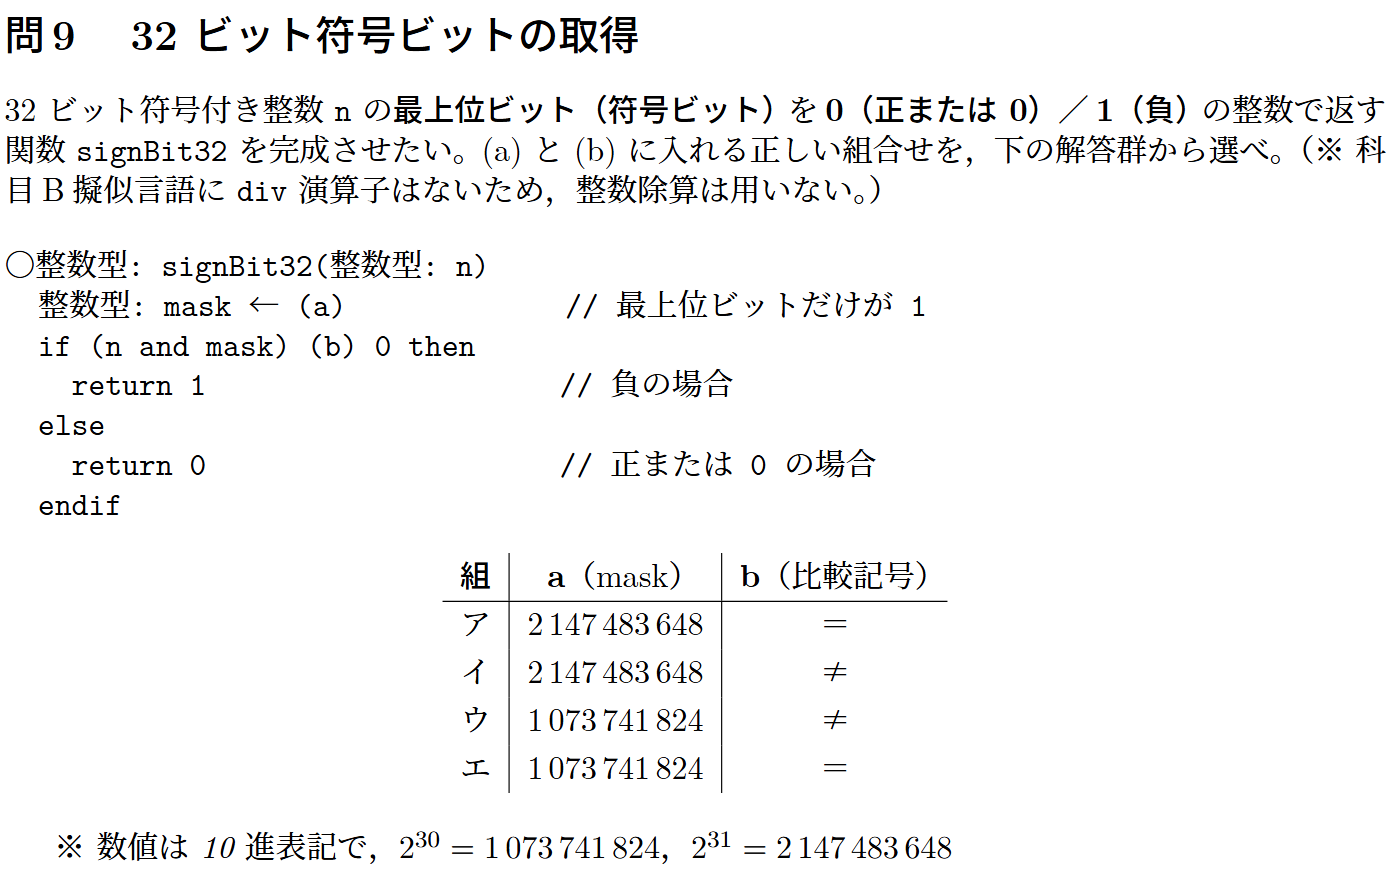 問 9 32 ビット符号ビットの取得
32 ビット符号付き整数 n の最上位ビット（符号ビット）を 0（正または 0）／ 1（負）の整数で返す
関数 signBit32 を完成させたい。(a) と (b) に入れる正しい組合せを，下の解答群から選べ。（※ 科
目 B 擬似言語に div 演算子はないため，整数除算は用いない。）
○整数型: signBit32(整数型: n)
整数型: mask ← (a) // 最上位ビットだけが 1
if (n and mask) (b) 0 then
return 1 // 負の場合
else
return 0 // 正または 0 の場合
endif
組 a（mask） b（比較記号）
ア 2 147 483 648 =
イ 2 147 483 648 ≠
ウ 1 073 741 824 ≠
エ 1 073 741 824 =
※ 数値は 10 進表記で，2^30 = 1 073 741 824，2^31 = 2 147 483 648